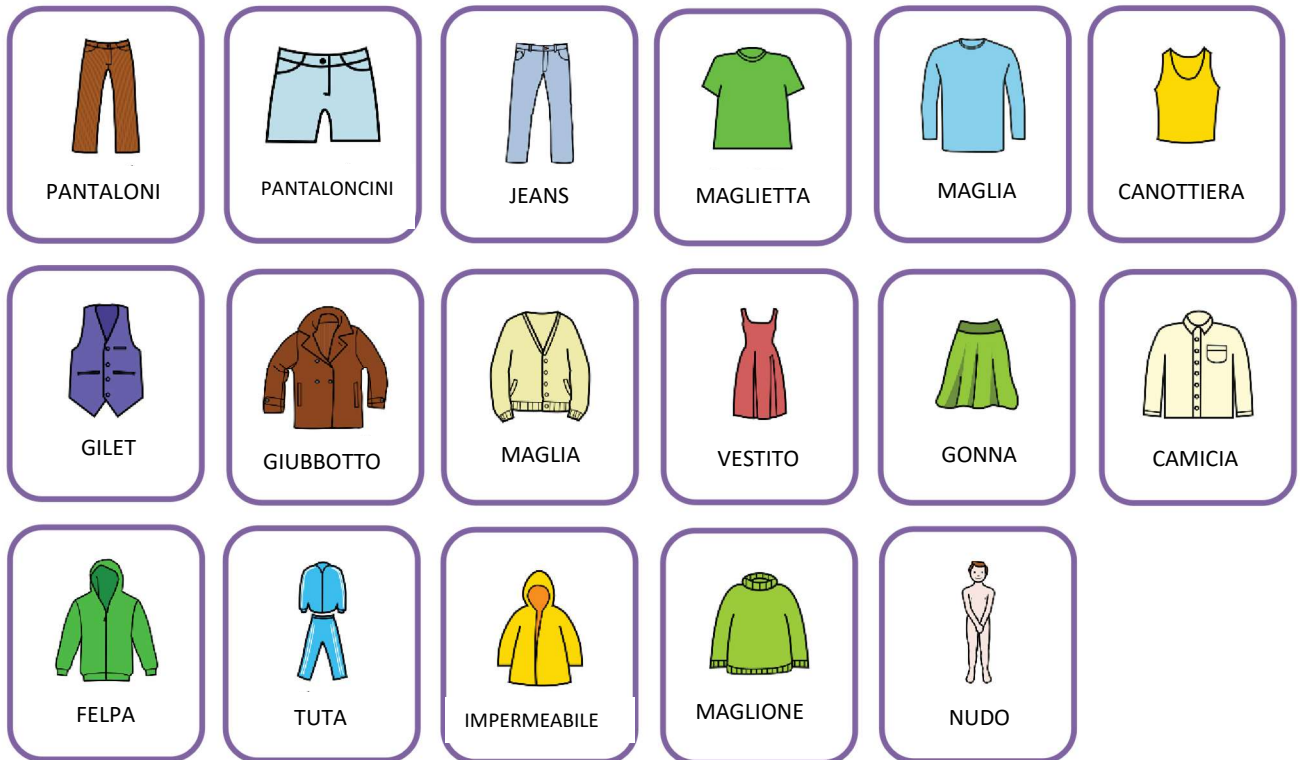 PANTALONI
PANTALONCINI
JEANS
MAGLIETTA
MAGLIA
CANOTTIERA
GILET
GIUBBOTTO
MAGLIA
VESTITO
GONNA
CAMICIA
FELPA
TUTA
IMPERMEABILE
MAGLIONE
NUDO